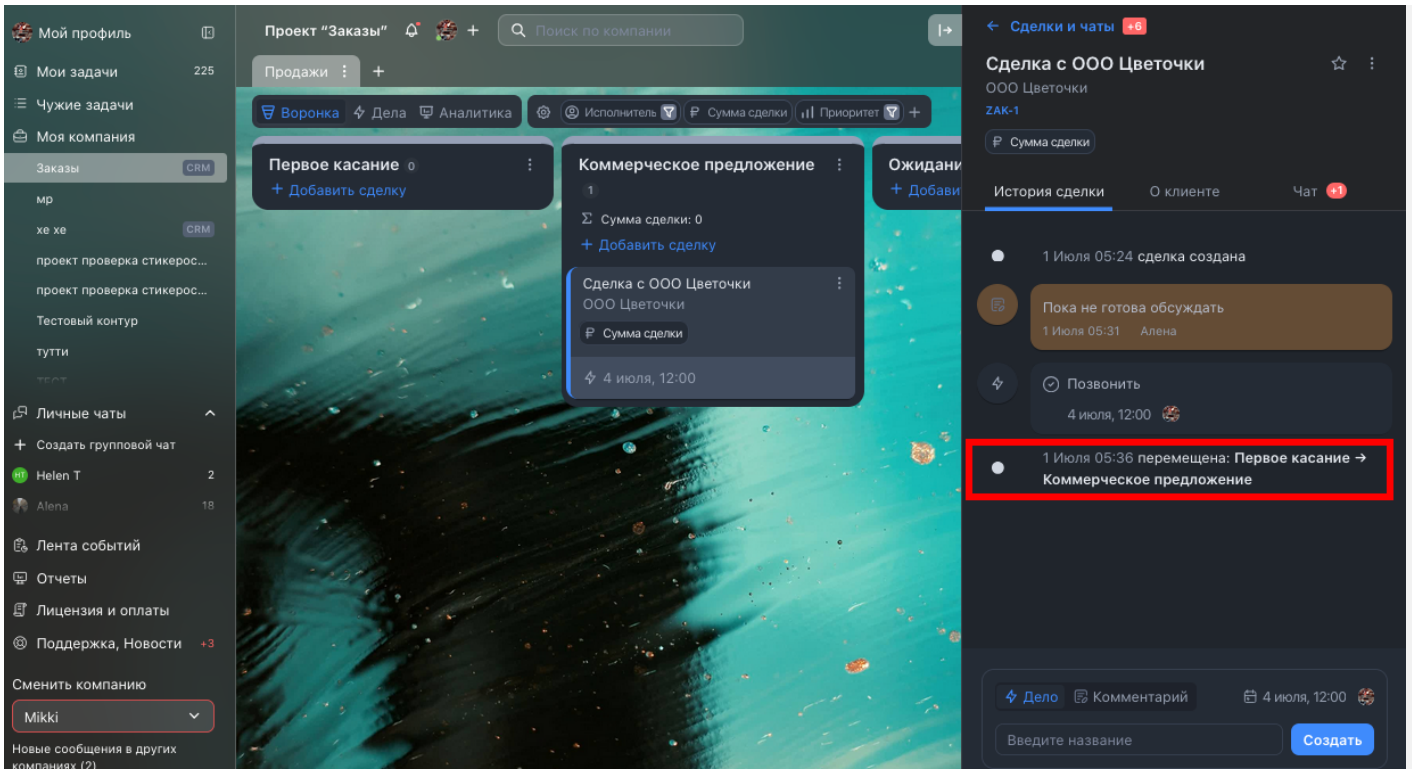 Мой профиль
Мои задачи 225
Чужие задачи
Моя компания
Заказы CRM
мр
хе хе CRM
проект проверка стикерос...
проект проверка стикерос...
Тестовый контур
тутти
ТЕСТ
Личные чаты
Создать групповой чат
HT Helen T 2
Alena 18
Лента событий
Отчеты
Лицензия и оплаты
Поддержка, Новости +3
Сменить компанию
Mikki
Новые сообщения в других
компаниях (2)
Проект "Заказы" +
Поиск по компании
Продажи +
Воронка Дела Аналитика
Исполнитель ₽ Сумма сделки Приоритет +
Первое касание 0
+ Добавить сделку
Коммерческое предложение
1
Σ Сумма сделки: 0
+ Добавить сделку
Сделка с ООО Цветочки
ООО Цветочки
₽ Сумма сделки
4 июля, 12:00
Ожидани
+ Добави
← Сделки и чаты +6
Сделка с ООО Цветочки
ООО Цветочки
ZAK-1
₽ Сумма сделки
История сделки О клиенте Чат +1
1 Июля 05:24 сделка создана
Пока не готова обсуждать
1 Июля 05:31 Алена
Позвонить
4 июля, 12:00
1 Июля 05:36 перемещена: Первое касание →
Коммерческое предложение
Дело Комментарий 4 июля, 12:00
Введите название Создать